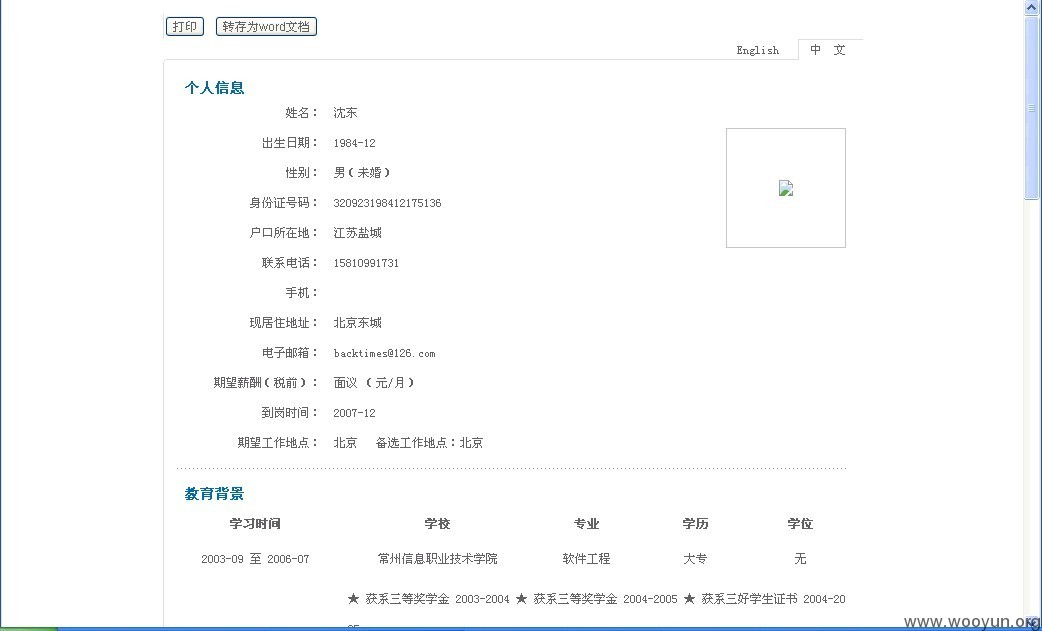 打印 转存为word文档
English 中 文
个人信息
姓名： 沈东
出生日期： 1984-12
性别： 男（未婚）
身份证号码： 320923198412175136
户口所在地： 江苏盐城
联系电话： 15810991731
手机：
现居住地址： 北京东城
电子邮箱： backtimes@126.com
期望薪酬（税前）： 面议 （元/月）
到岗时间： 2007-12
期望工作地点： 北京 备选工作地点：北京
教育背景
学习时间 学校 专业 学历 学位
2003-09 至 2006-07 常州信息职业技术学院 软件工程 大专 无
★ 获系三等奖学金 2003-2004 ★ 获系三等奖学金 2004-2005 ★ 获系三好学生证书 2004-20
www.wooyun.org